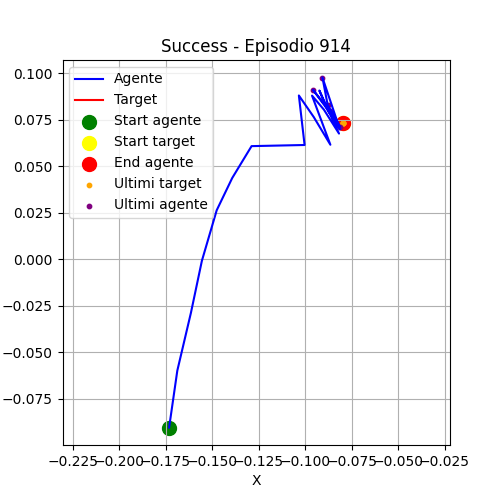 Success - Episodio 914
Agente
Target
Start agente
Start target
End agente
Ultimi target
Ultimi agente
0.100
0.075
0.050
0.025
0.000
−0.025
−0.050
−0.075
−0.225 −0.200 −0.175 −0.150 −0.125 −0.100 −0.075 −0.050 −0.025
X